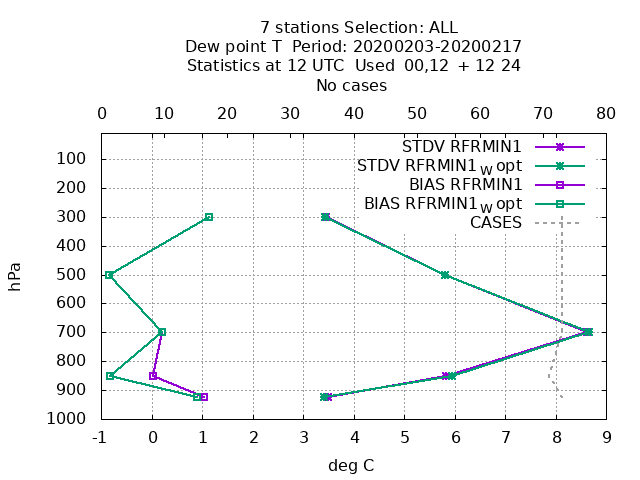 7 stations Selection: ALL
Dew point T  Period: 20200203-20200217
Statistics at 12 UTC  Used  00,12  + 12 24
No cases
0 10 20 30 40 50 60 70 80
STDV RFRMIN1
STDV RFRMIN1_W opt
BIAS RFRMIN1
BIAS RFRMIN1_W opt
CASES
100
200
300
400
500
600
700
800
900
1000
hPa
-1 0 1 2 3 4 5 6 7 8 9
deg C